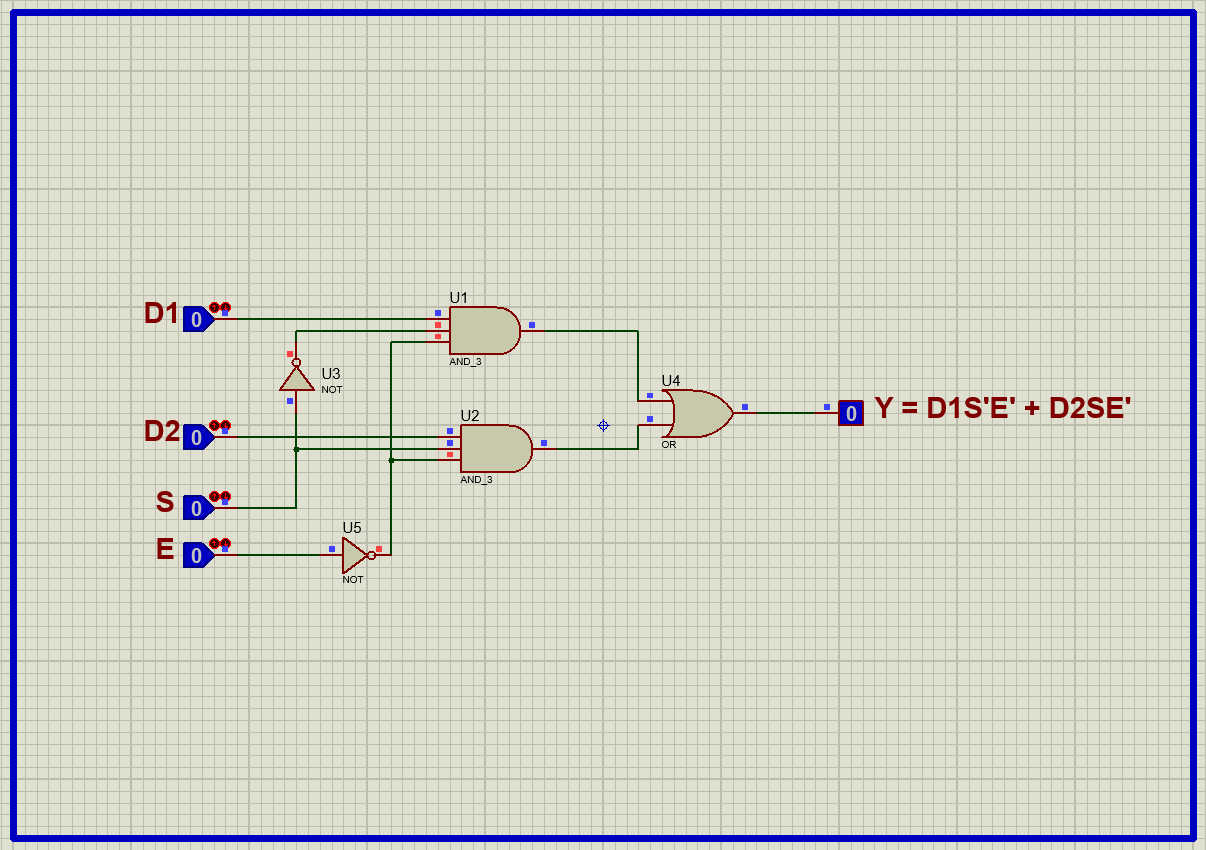 U1
D1 0
AND_3
U3
NOT
U4
Y = D1S'E' + D2SE'
0
U2
D2 0
OR
AND_3
S 0
U5
E 0
NOT